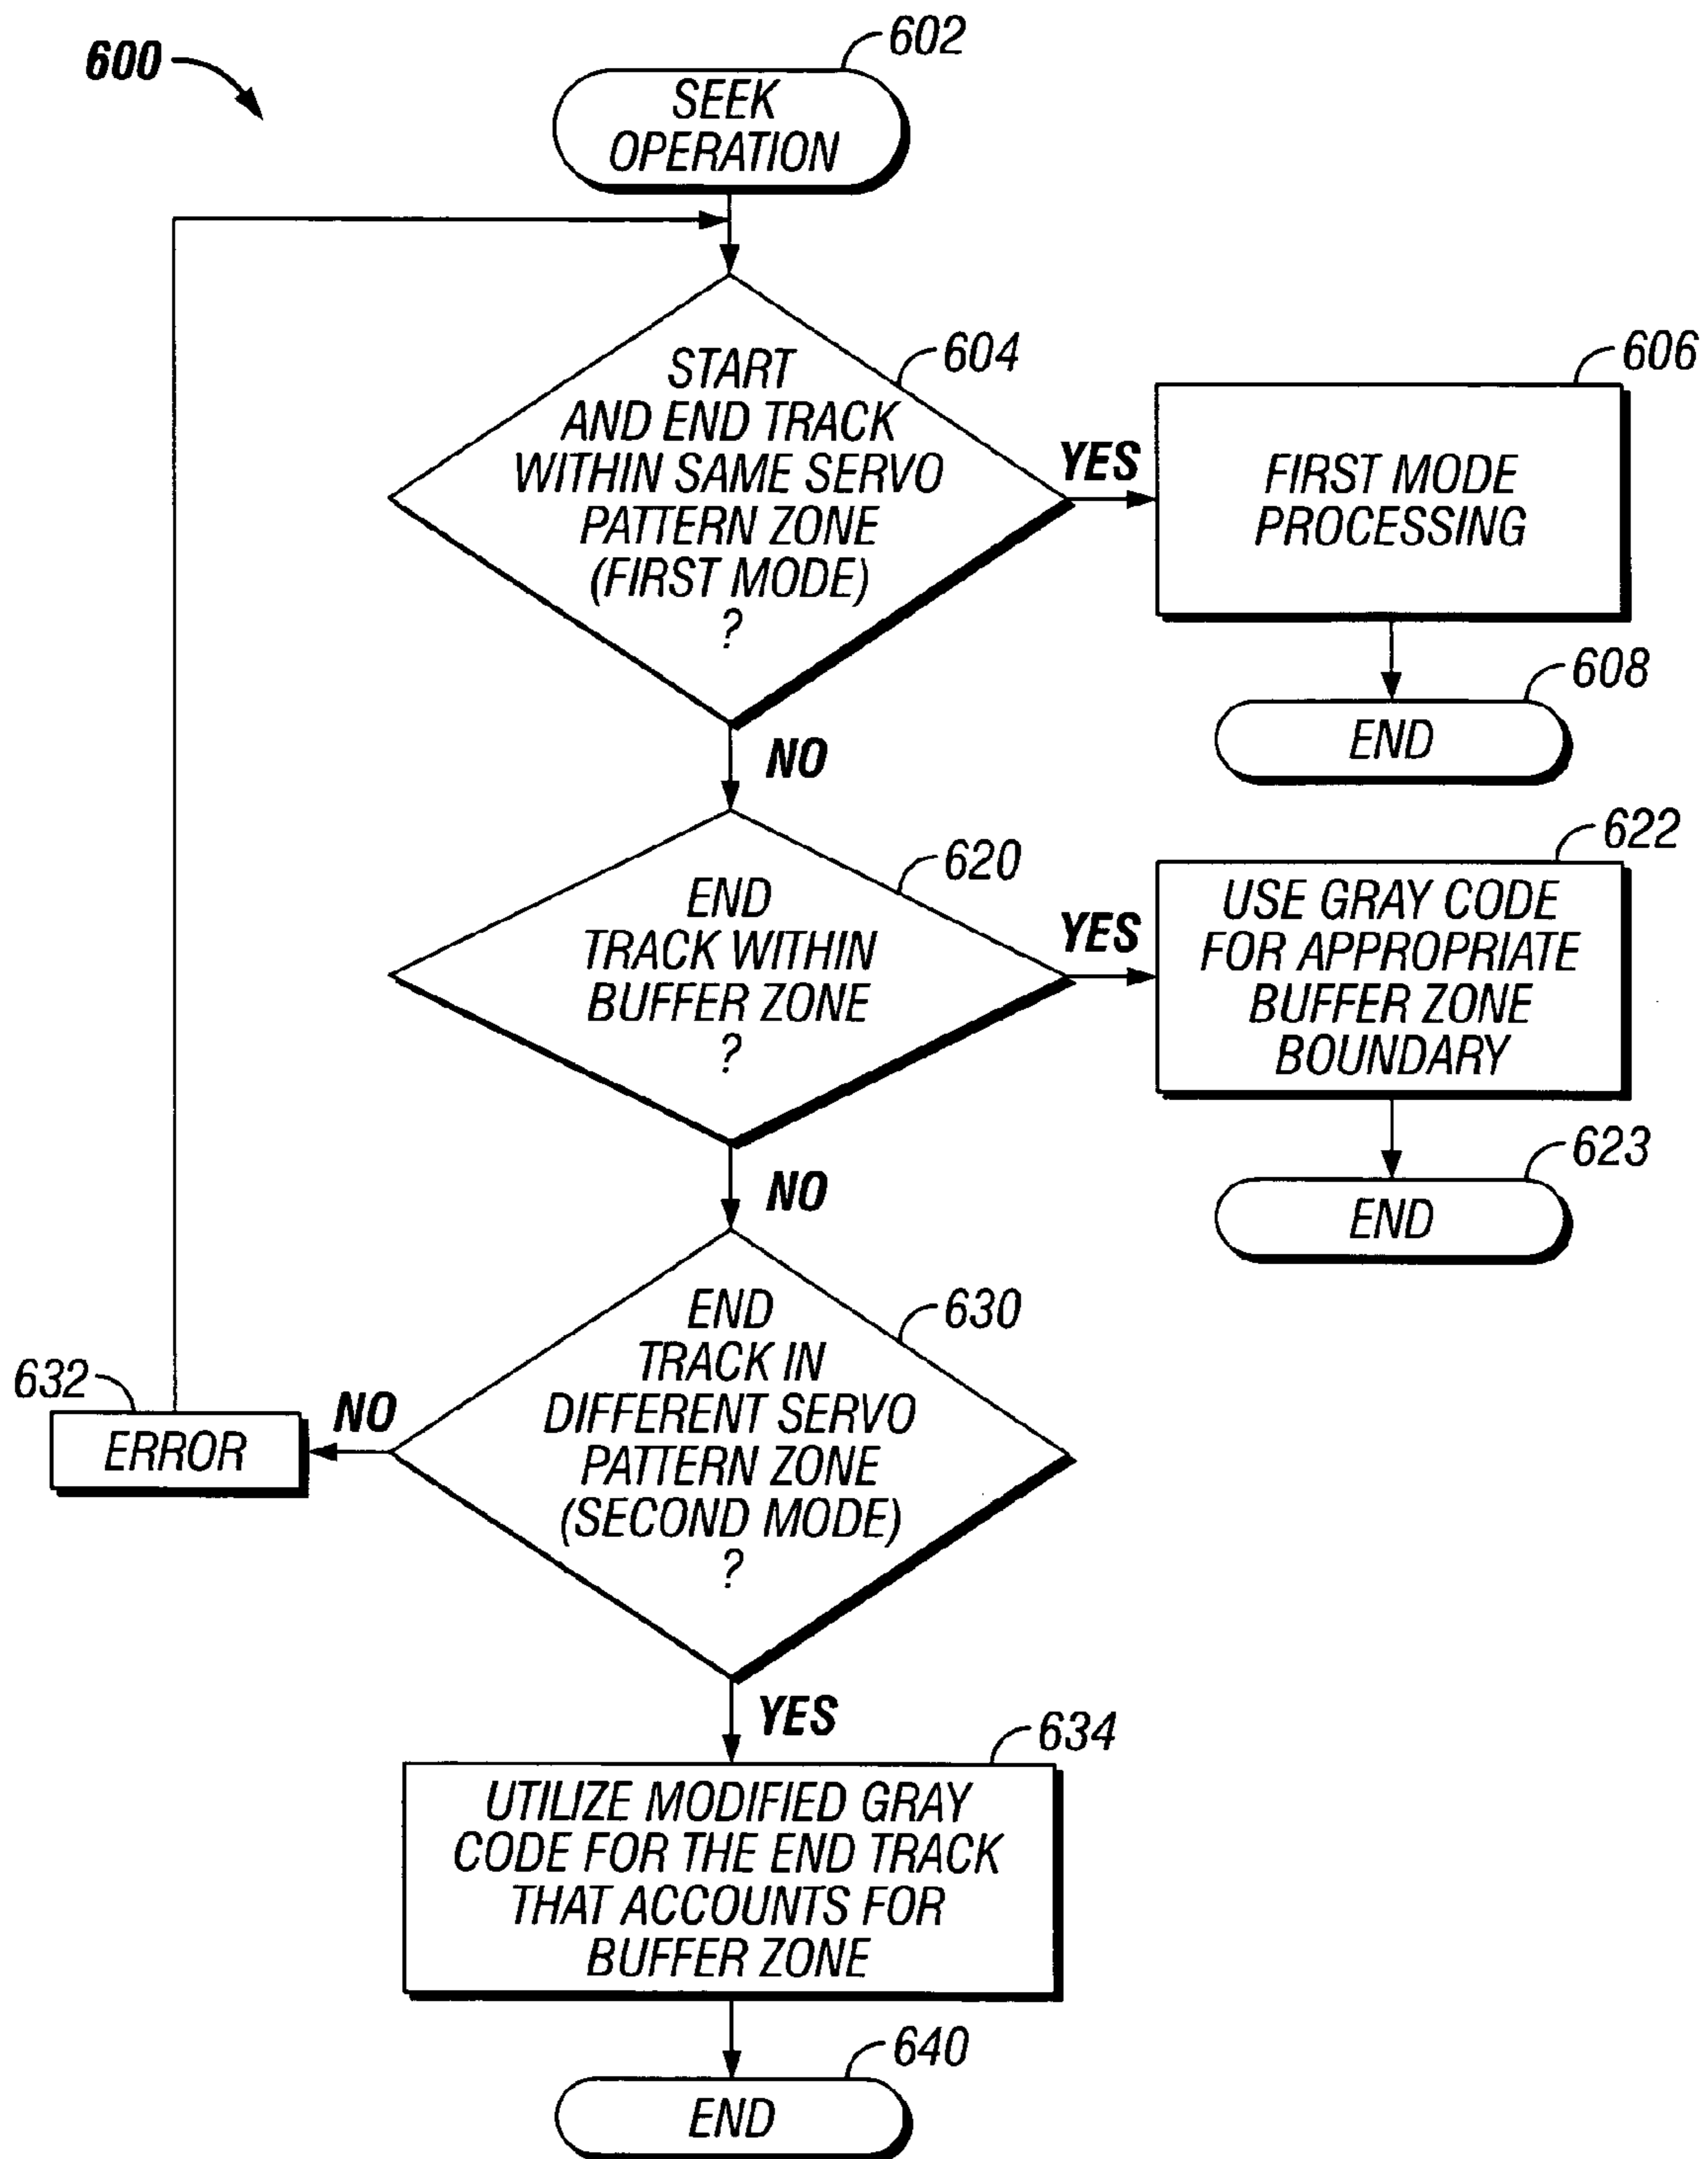 600
602
SEEK
OPERATION
604
START
AND END TRACK
WITHIN SAME SERVO
PATTERN ZONE
(FIRST MODE)
?
YES
606
FIRST MODE
PROCESSING
608
END
NO
620
END
TRACK WITHIN
BUFFER ZONE
?
YES
622
USE GRAY CODE
FOR APPROPRIATE
BUFFER ZONE
BOUNDARY
623
END
NO
630
END
TRACK IN
DIFFERENT SERVO
PATTERN ZONE
(SECOND MODE)
?
NO
632
ERROR
YES
634
UTILIZE MODIFIED GRAY
CODE FOR THE END TRACK
THAT ACCOUNTS FOR
BUFFER ZONE
640
END